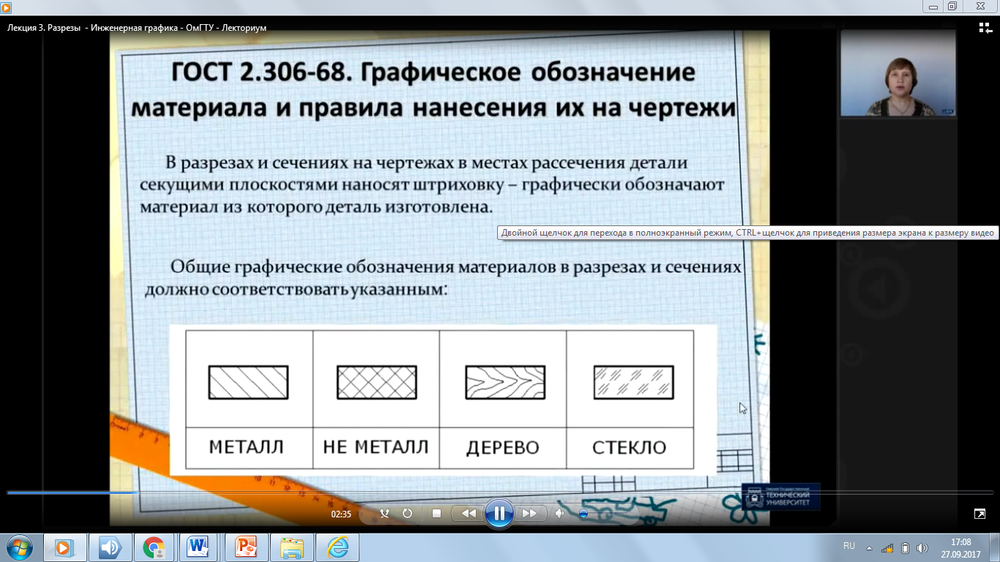 Лекция 3. Разрезы - Инженерная графика - ОмГТУ - Лекториум
ГОСТ 2.306-68. Графическое обозначение
материала и правила нанесения их на чертежи
В разрезах и сечениях на чертежах в местах рассечения детали
секущими плоскостями наносят штриховку – графически обозначают
материал из которого деталь изготовлена.
Двойной щелчок для перехода в полноэкранный режим, CTRL+щелчок для приведения размера экрана к размеру видео
Общие графические обозначения материалов в разрезах и сечениях
должно соответствовать указанным:
МЕТАЛЛ
НЕ МЕТАЛЛ
ДЕРЕВО
СТЕКЛО
ТЕХНИЧЕСКИЙ
УНИВЕРСИТЕТ
02:35
RU
17:08
27.09.2017